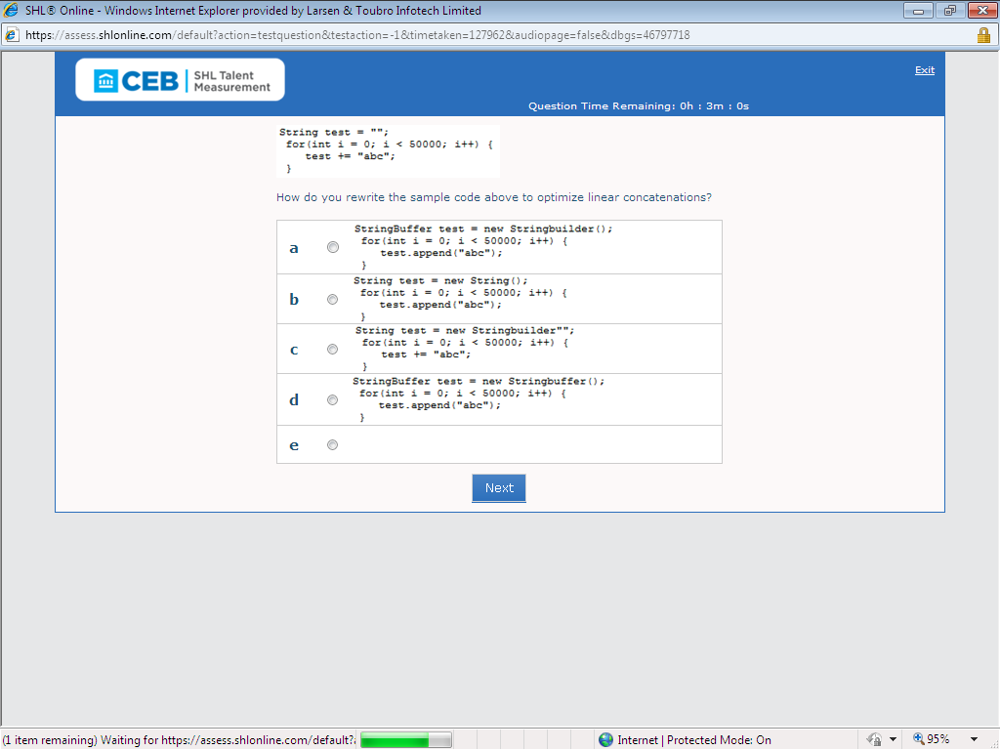 SHL® Online - Windows Internet Explorer provided by Larsen & Toubro Infotech Limited
https://assess.shlonline.com/default?action=testquestion&testaction=-1&timetaken=127962&audiopage=false&dbgs=46797718
CEB SHL Talent Measurement
Exit
Question Time Remaining: 0h : 3m : 0s
String test = "";
for(int i = 0; i < 50000; i++) {
test += "abc";
}
How do you rewrite the sample code above to optimize linear concatenations?
a
StringBuffer test = new Stringbuilder();
for(int i = 0; i < 50000; i++) {
test.append("abc");
}
b
String test = new String();
for(int i = 0; i < 50000; i++) {
test.append("abc");
}
c
String test = new Stringbuilder"";
for(int i = 0; i < 50000; i++) {
test += "abc";
}
d
StringBuffer test = new Stringbuffer();
for(int i = 0; i < 50000; i++) {
test.append("abc");
}
e
Next
(1 item remaining) Waiting for https://assess.shlonline.com/default?
Internet | Protected Mode: On
95%